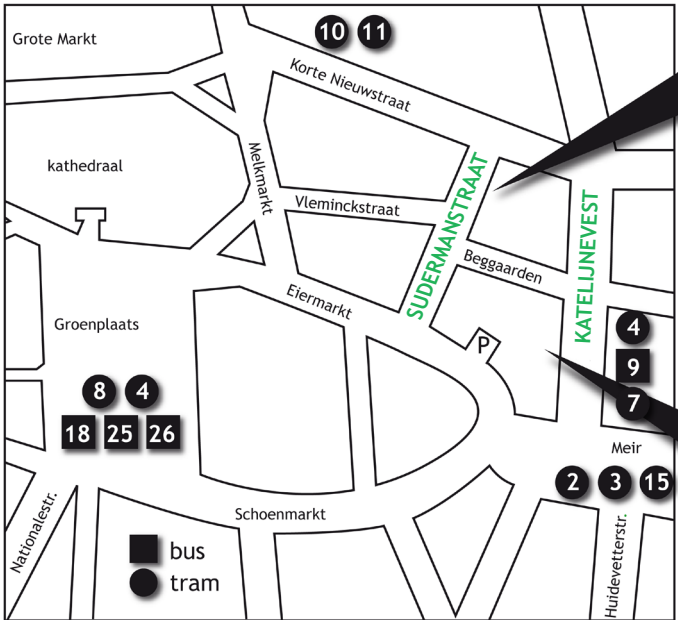 10 11
Grote Markt
Korte Nieuwstraat
Melkmarkt
kathedraal
SUDERMANSTRAAT
KATELIJNEVEST
Vleminckstraat
Beggaarden
Eiermarkt
Groenplaats
P
4
9
7
8 4
18 25 26
Meir
2 3 15
Nationalestr.
Schoenmarkt
Huidevetterstr.
bus
tram